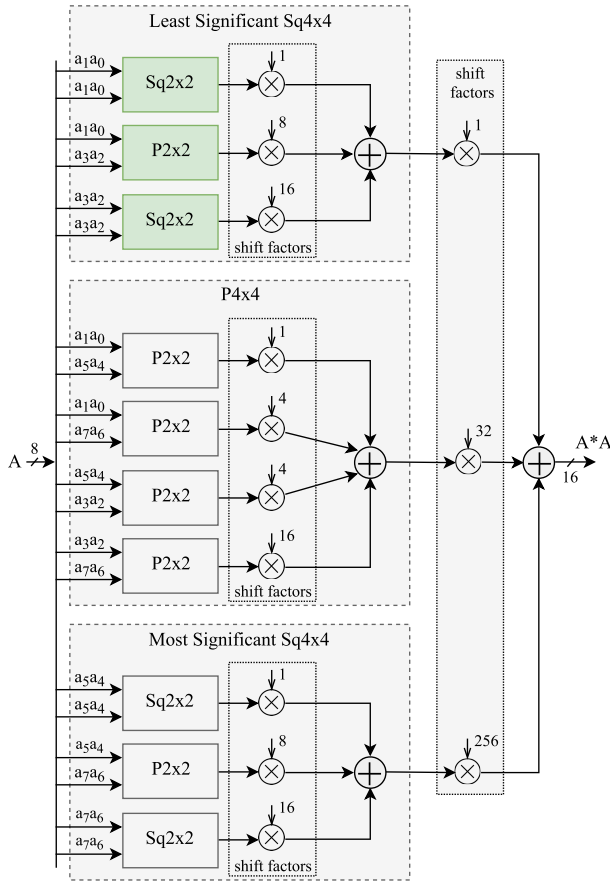 Least Significant Sq4x4
a₁a₀
a₁a₀
Sq2x2
1
a₁a₀
a₃a₂
P2x2
8
a₃a₂
a₃a₂
Sq2x2
16
shift factors
shift
factors
1
P4x4
a₁a₀
a₅a₄
P2x2
1
a₁a₀
a₇a₆
P2x2
4
a₅a₄
a₃a₂
P2x2
4
a₃a₂
a₇a₆
P2x2
16
shift factors
A
8
32
A*A
16
Most Significant Sq4x4
a₅a₄
a₅a₄
Sq2x2
1
a₅a₄
a₇a₆
P2x2
8
a₇a₆
a₇a₆
Sq2x2
16
shift factors
256